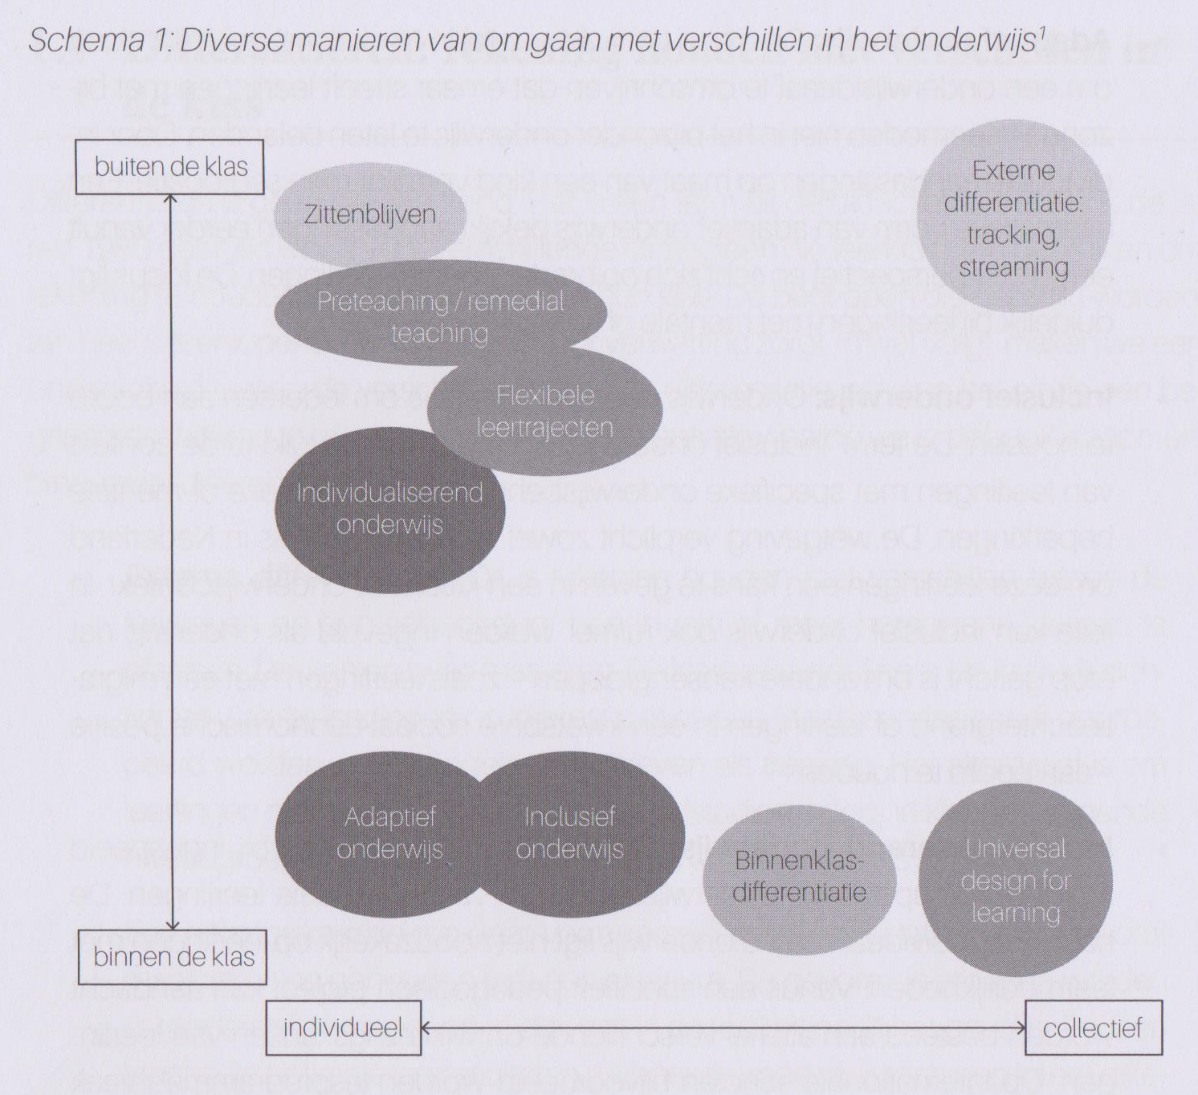 Schema 1: Diverse manieren van omgaan met verschillen in het onderwijs¹
buiten de klas
Zittenblijven
Externe
differentiatie:
tracking,
streaming
Preteaching / remedial
teaching
Flexibele
leertrajecten
Individualiserend
onderwijs
Adaptief
onderwijs
Inclusief
onderwijs
Binnenklas-
differentiatie
Universal
design for
learning
binnen de klas
individueel
collectief